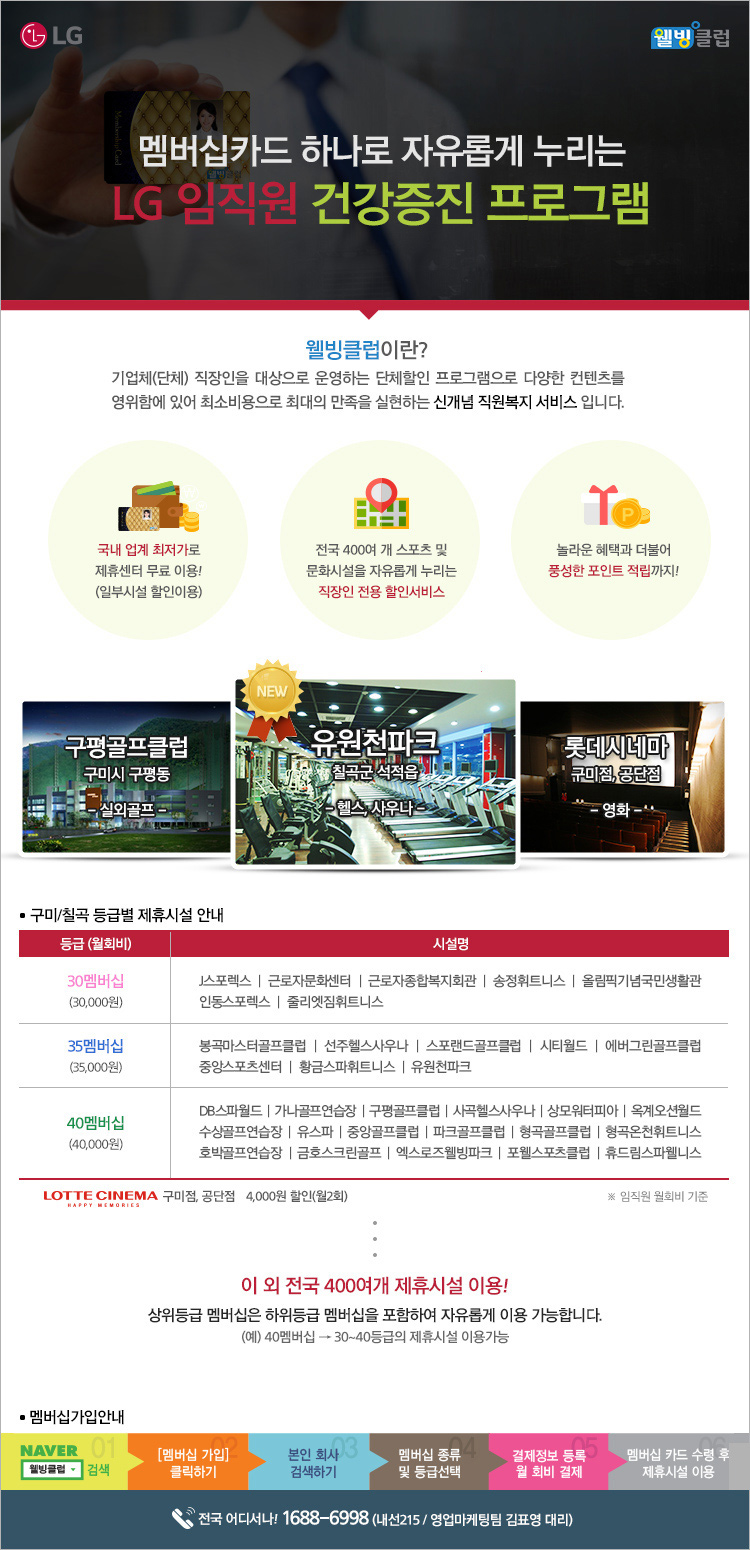 LG
웰빙클럽
Membership Card
멤버십카드 하나로 자유롭게 누리는
LG 임직원 건강증진 프로그램
웰빙클럽이란?
기업체(단체) 직장인을 대상으로 운영하는 단체할인 프로그램으로 다양한 컨텐츠를
영위함에 있어 최소비용으로 최대의 만족을 실현하는 신개념 직원복지 서비스 입니다.
국내 업계 최저가로
제휴센터 무료 이용!
(일부시설 할인이용)
전국 400여 개 스포츠 및
문화시설을 자유롭게 누리는
직장인 전용 할인서비스
P
놀라운 혜택과 더불어
풍성한 포인트 적립까지!
구평골프클럽
구미시 구평동
- 실외골프 -
NEW
유원천파크
칠곡군 석적읍
- 헬스, 사우나 -
롯데시네마
구미점, 공단점
- 영화 -
• 구미/칠곡 등급별 제휴시설 안내
등급 (월회비) 시설명
30멤버십
(30,000원)
J스포렉스 | 근로자문화센터 | 근로자종합복지회관 | 송정휘트니스 | 올림픽기념국민생활관
인동스포렉스 | 줄리엣짐휘트니스
35멤버십
(35,000원)
봉곡마스터골프클럽 | 선주헬스사우나 | 스포랜드골프클럽 | 시티월드 | 에버그린골프클럽
중앙스포츠센터 | 황금스파휘트니스 | 유원천파크
40멤버십
(40,000원)
DB스파월드 | 가나골프연습장 | 구평골프클럽 | 사곡헬스사우나 | 상모워터피아 | 옥계오션월드
수상골프연습장 | 유스파 | 중앙골프클럽 | 파크골프클럽 | 형곡골프클럽 | 형곡온천휘트니스
호박골프연습장 | 금호스크린골프 | 엑스로즈웰빙파크 | 포웰스포츠클럽 | 휴드림스파웰니스
LOTTE CINEMA 구미점, 공단점 4,000원 할인(월2회) ※ 임직원 월회비 기준
HAPPY MEMORIES
이 외 전국 400여개 제휴시설 이용!
상위등급 멤버십은 하위등급 멤버십을 포함하여 자유롭게 이용 가능합니다.
(예) 40멤버십 → 30~40등급의 제휴시설 이용가능
• 멤버십가입안내
01
NAVER
웰빙클럽 검색
02
[멤버십 가입]
클릭하기
03
본인 회사
검색하기
04
멤버십 종류
및 등급선택
05
결제정보 등록
월 회비 결제
06
멤버십 카드 수령 후
제휴시설 이용
전국 어디서나! 1688-6998 (내선215 / 영업마케팅팀 김표영 대리)